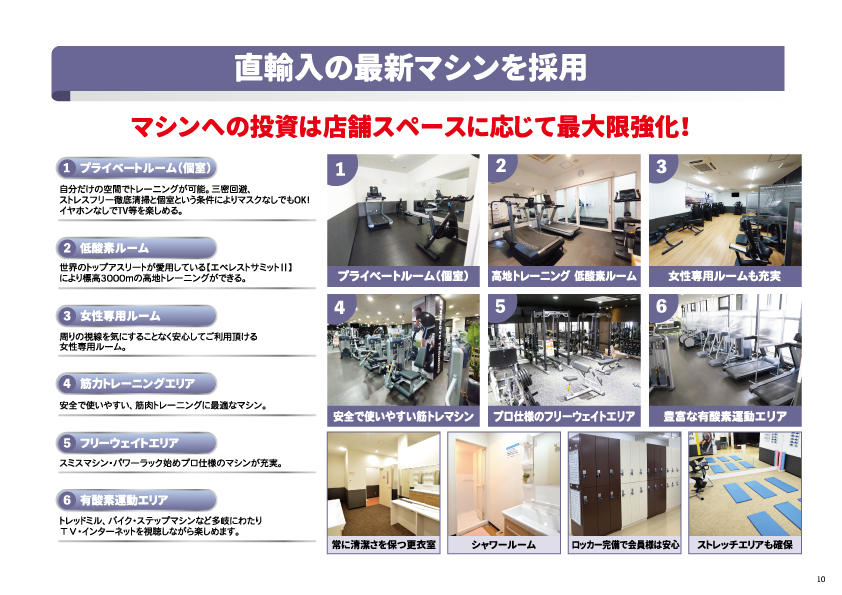 直輸入の最新マシンを採用
マシンへの投資は店舗スペースに応じて最大限強化!
1 プライベートルーム（個室）
自分だけの空間でトレーニングが可能。三密回避、
ストレスフリー徹底清掃と個室という条件によりマスクなしでもOK!
イヤホンなしでTV等を楽しめる。
2 低酸素ルーム
世界のトップアスリートが愛用している【エベレストサミットⅡ】
により標高3000mの高地トレーニングができる。
3 女性専用ルーム
周りの視線を気にすることなく安心してご利用頂ける
女性専用ルーム。
4 筋力トレーニングエリア
安全で使いやすい、筋肉トレーニングに最適なマシン。
5 フリーウェイトエリア
スミスマシン・パワーラック始めプロ仕様のマシンが充実。
6 有酸素運動エリア
トレッドミル、バイク・ステップマシンなど多岐にわたり
TV・インターネットを視聴しながら楽しめます。
1
プライベートルーム（個室）
2
高地トレーニング 低酸素ルーム
3
女性専用ルームも充実
4
安全で使いやすい筋トレマシン
5
プロ仕様のフリーウェイトエリア
6
豊富な有酸素運動エリア
常に清潔さを保つ更衣室
シャワールーム
ロッカー完備で会員様は安心
ストレッチエリアも確保
10